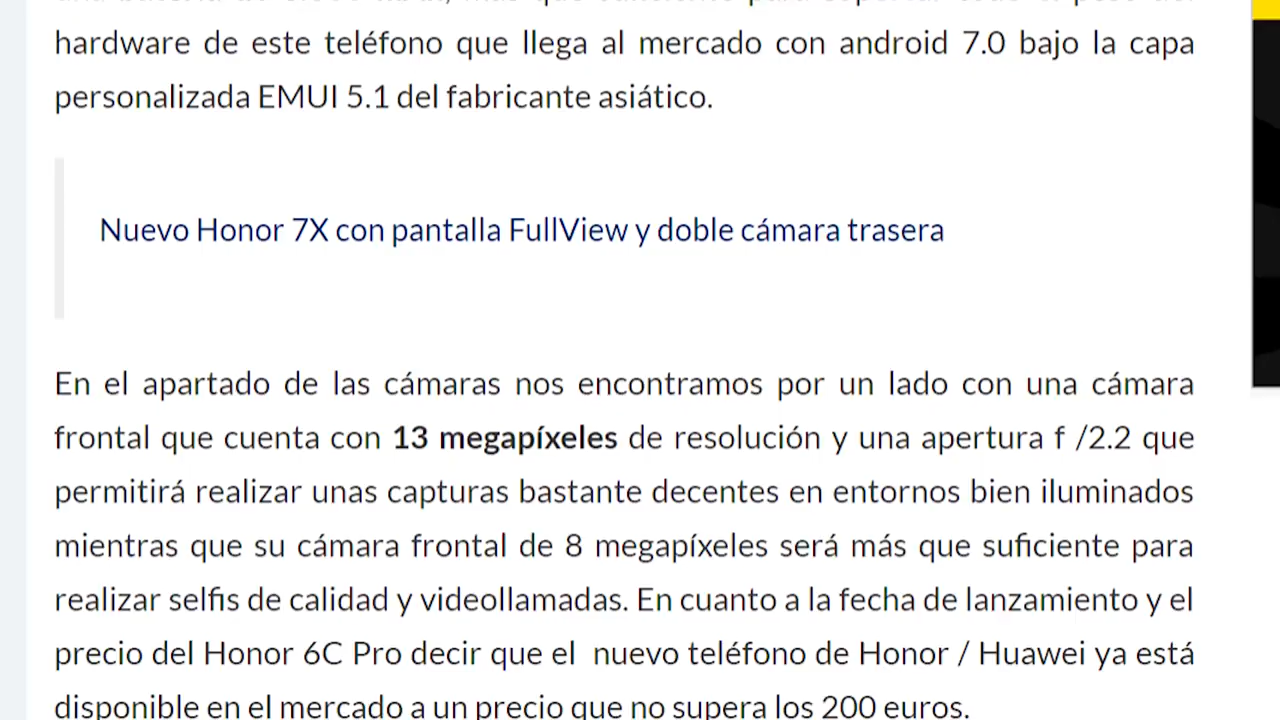 hardware de este teléfono que llega al mercado con android 7.0 bajo la capa
personalizada EMUI 5.1 del fabricante asiático.
Nuevo Honor 7X con pantalla FullView y doble cámara trasera
En el apartado de las cámaras nos encontramos por un lado con una cámara
frontal que cuenta con 13 megapíxeles de resolución y una apertura f /2.2 que
permitirá realizar unas capturas bastante decentes en entornos bien iluminados
mientras que su cámara frontal de 8 megapíxeles será más que suficiente para
realizar selfis de calidad y videollamadas. En cuanto a la fecha de lanzamiento y el
precio del Honor 6C Pro decir que el  nuevo teléfono de Honor / Huawei ya está
disponible en el mercado a un precio que no supera los 200 euros.